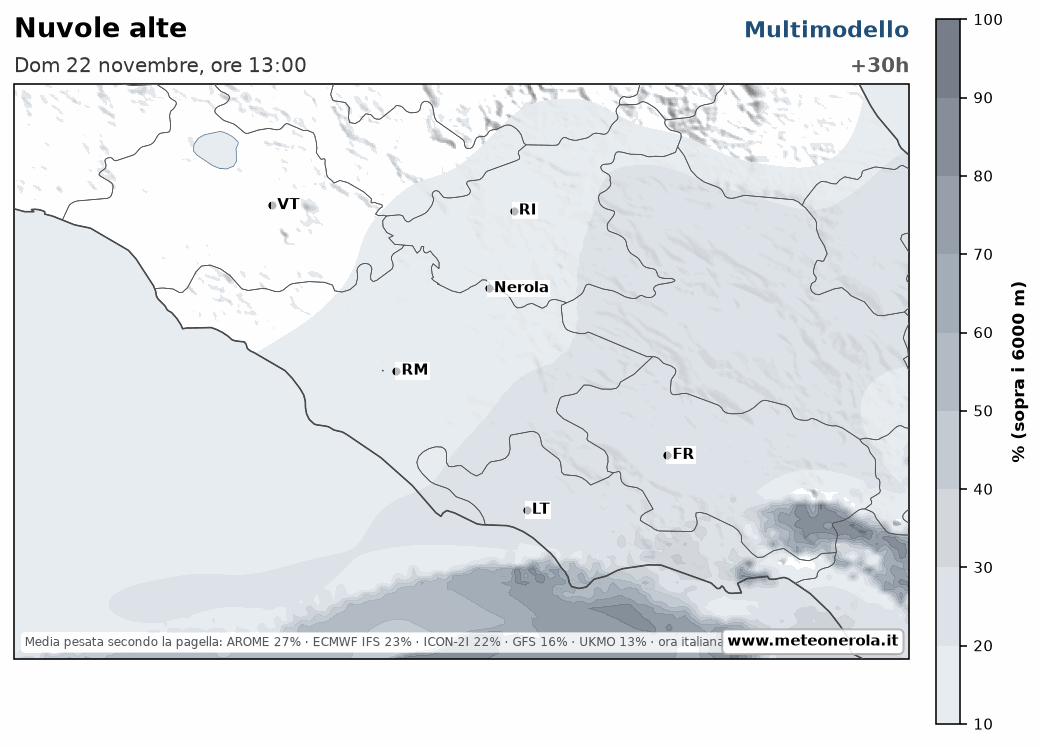 Nuvole alte
Multimodello
Dom 22 novembre, ore 13:00
+30h
VT
RI
Nerola
RM
FR
LT
Media pesata secondo la pagella: AROME 27% · ECMWF IFS 23% · ICON-2I 22% · GFS 16% · UKMO 13% · ora italiana
www.meteonerola.it
100
90
80
70
60
50
40
30
20
10
% (sopra i 6000 m)